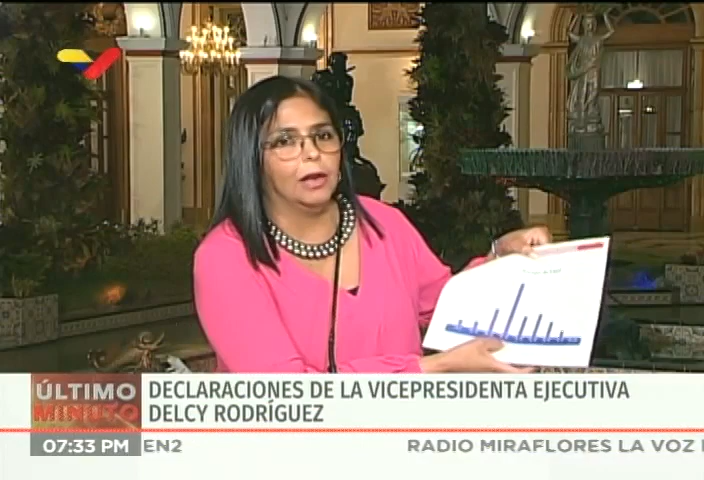 ÚLTIMO
MINUTO
DECLARACIONES DE LA VICEPRESIDENTA EJECUTIVA
DELCY RODRÍGUEZ
07:33 PM
EN2
RADIO MIRAFLORES LA VOZ